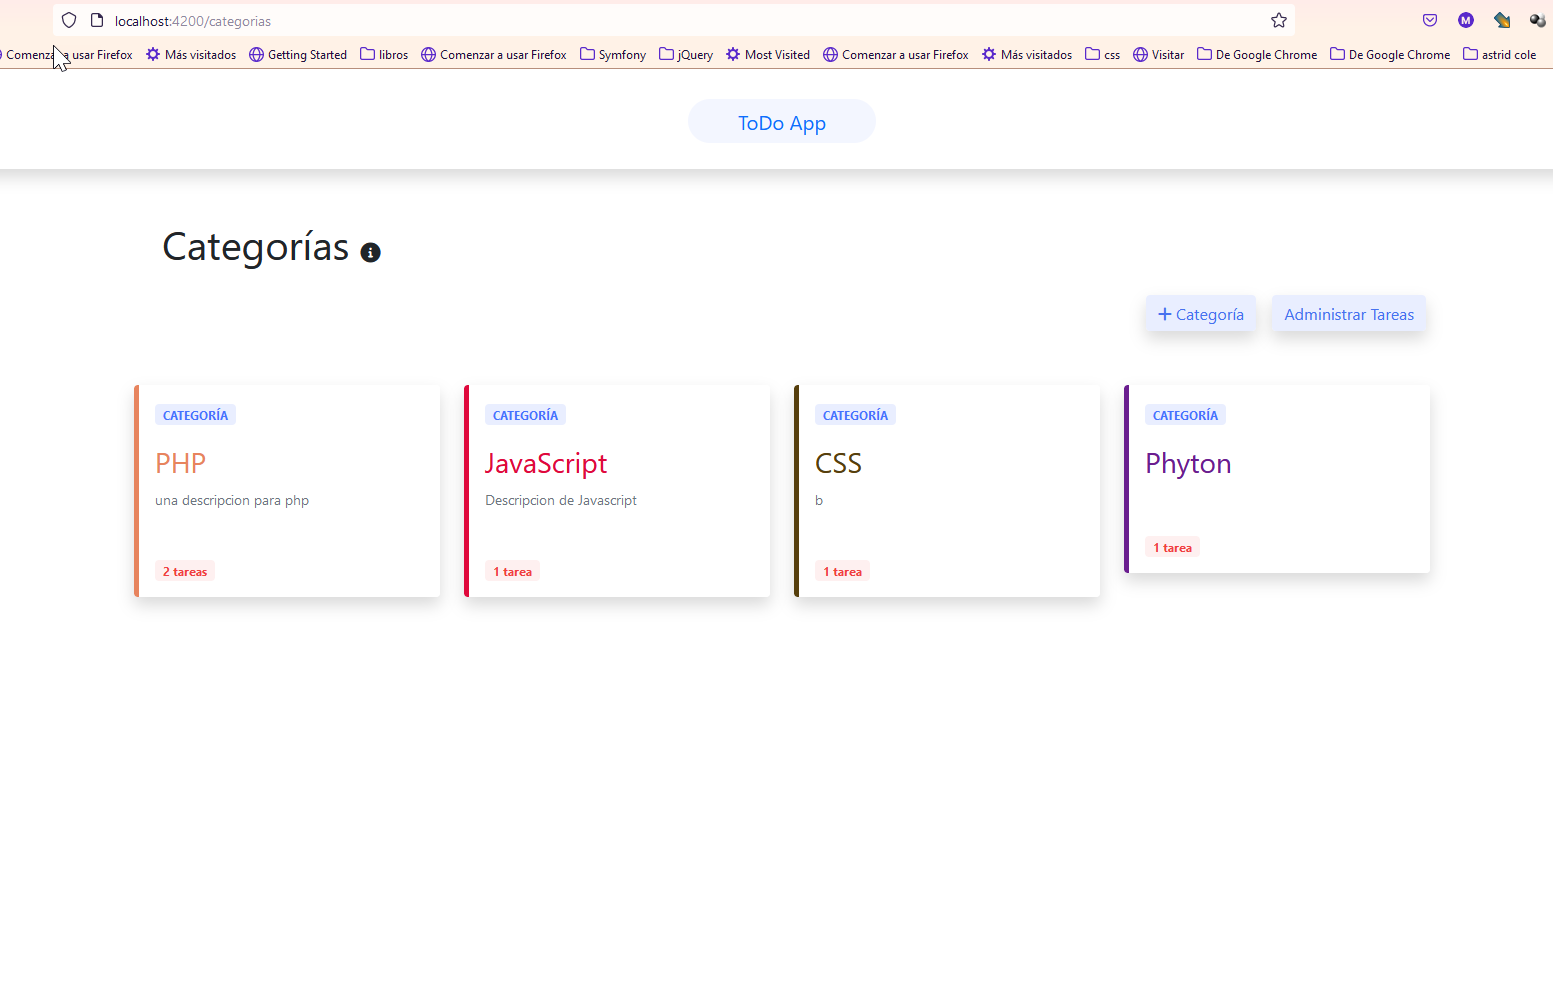 localhost:4200/categorias
Comenzar a usar Firefox Más visitados Getting Started libros Comenzar a usar Firefox Symfony jQuery Most Visited Comenzar a usar Firefox Más visitados css Visitar De Google Chrome De Google Chrome astrid cole
ToDo App
Categorías
+ Categoría Administrar Tareas
CATEGORÍA CATEGORÍA CATEGORÍA CATEGORÍA
PHP JavaScript CSS Phyton
una descripcion para php Descripcion de Javascript b
1 tarea
2 tareas 1 tarea 1 tarea